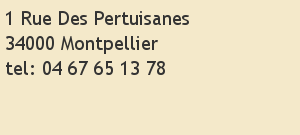 1 Rue Des Pertuisanes
34000 Montpellier
tel: 04 67 65 13 78